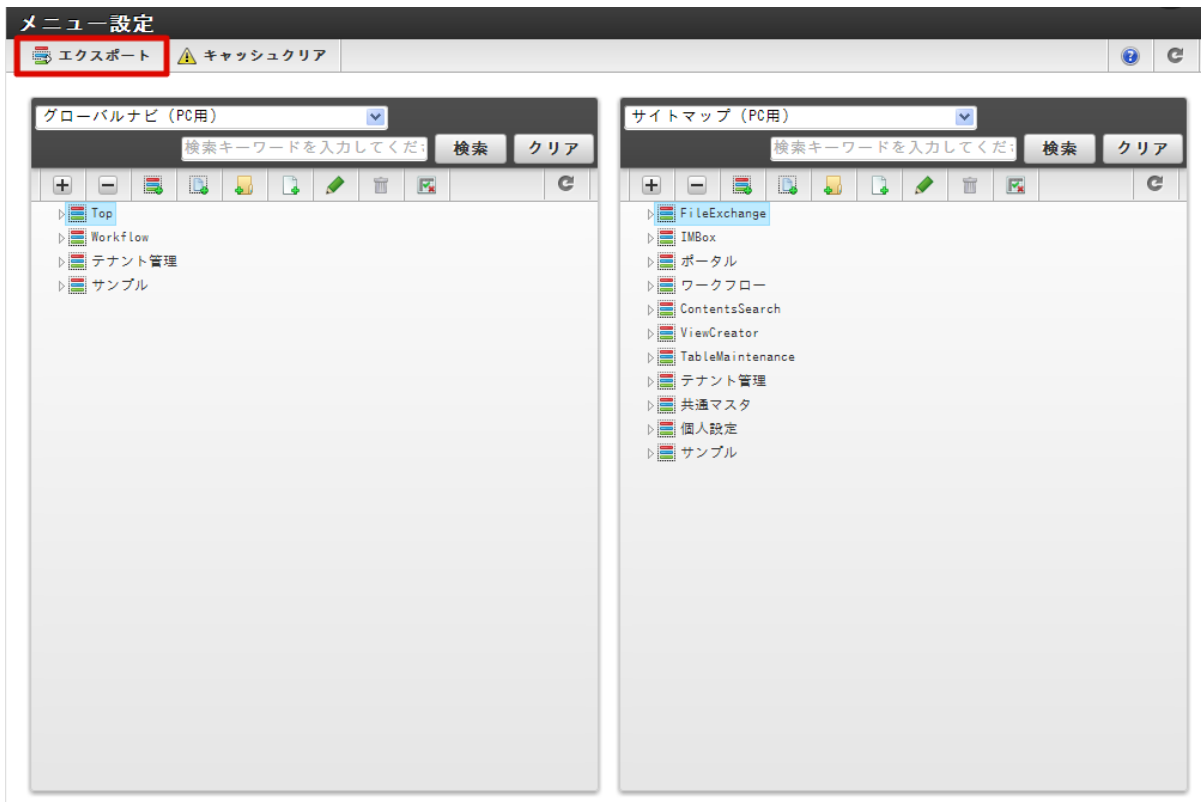 メニュー設定
エクスポート キャッシュクリア
グローバルナビ（PC用）
検索キーワードを入力してくだ 検索 クリア
Top
Workflow
テナント管理
サンプル
サイトマップ（PC用）
検索キーワードを入力してくだ 検索 クリア
FileExchange
IMBox
ポータル
ワークフロー
ContentsSearch
ViewCreator
TableMaintenance
テナント管理
共通マスタ
個人設定
サンプル